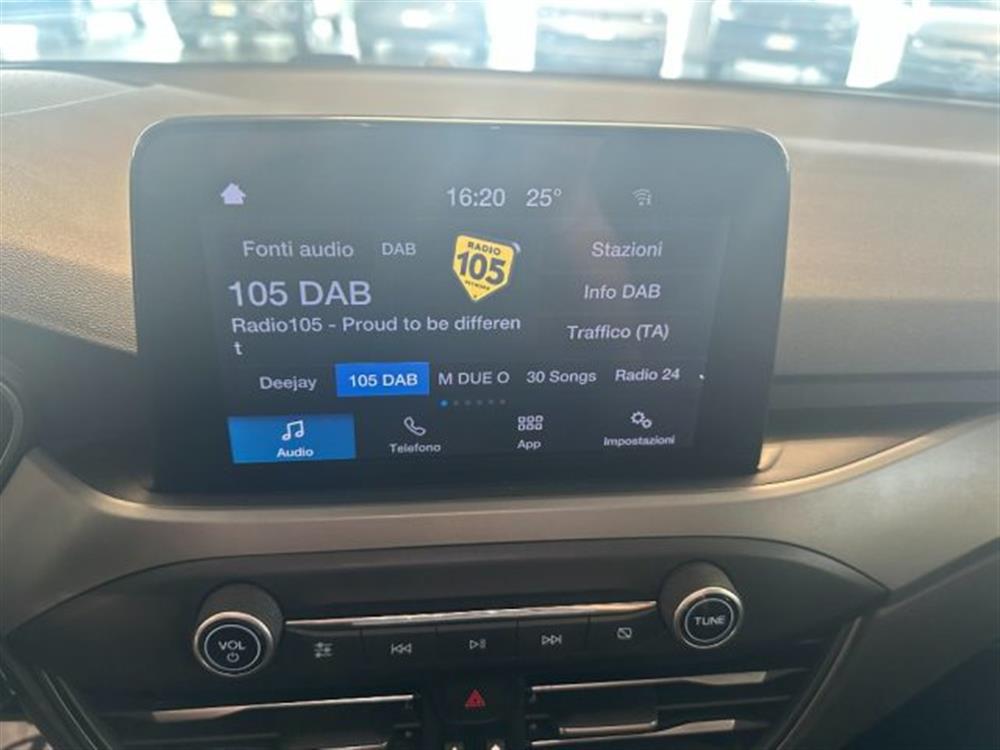 16:20 25°
Fonti audio DAB
RADIO
105
NETWORK
Stazioni
105 DAB
Info DAB
Radio105 - Proud to be differen
t
Traffico (TA)
Deejay 105 DAB M DUE O 30 Songs Radio 24
Audio Telefono App Impostazioni
VOL
TUNE